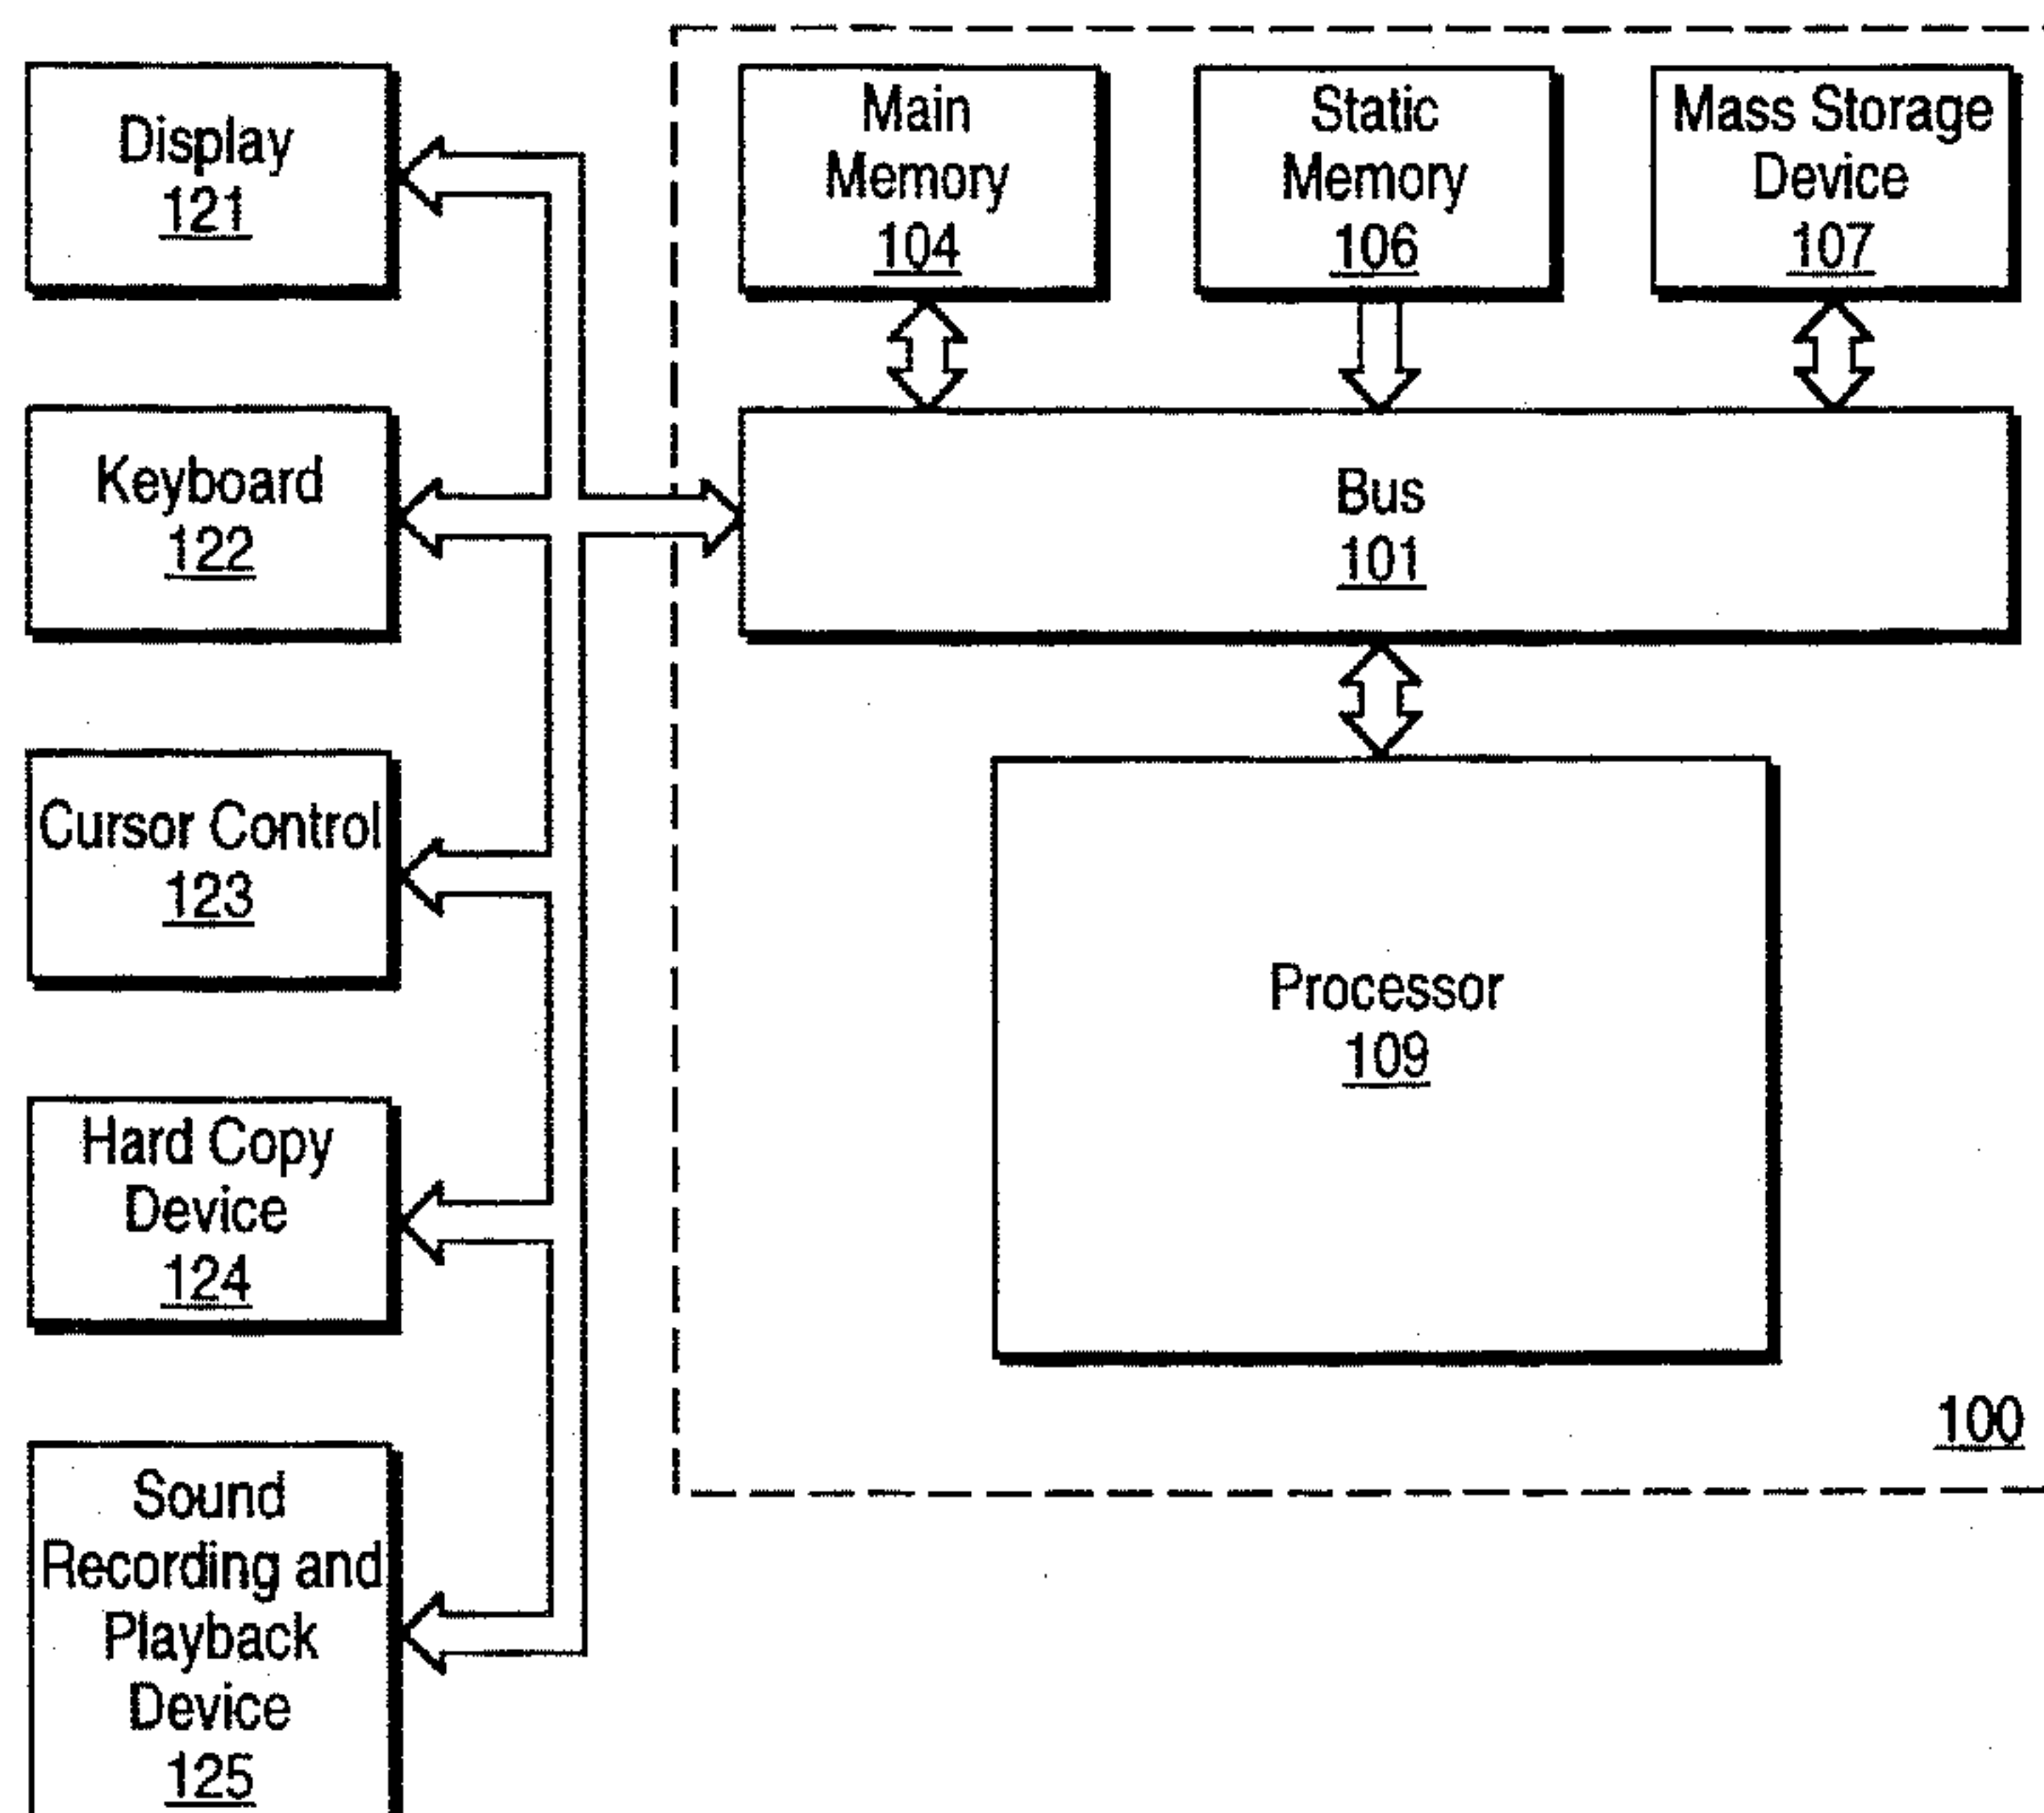 Display
121
Keyboard
122
Cursor Control
123
Hard Copy
Device
124
Sound
Recording and
Playback
Device
125
Main
Memory
104
Static
Memory
106
Mass Storage
Device
107
Bus
101
Processor
109
100